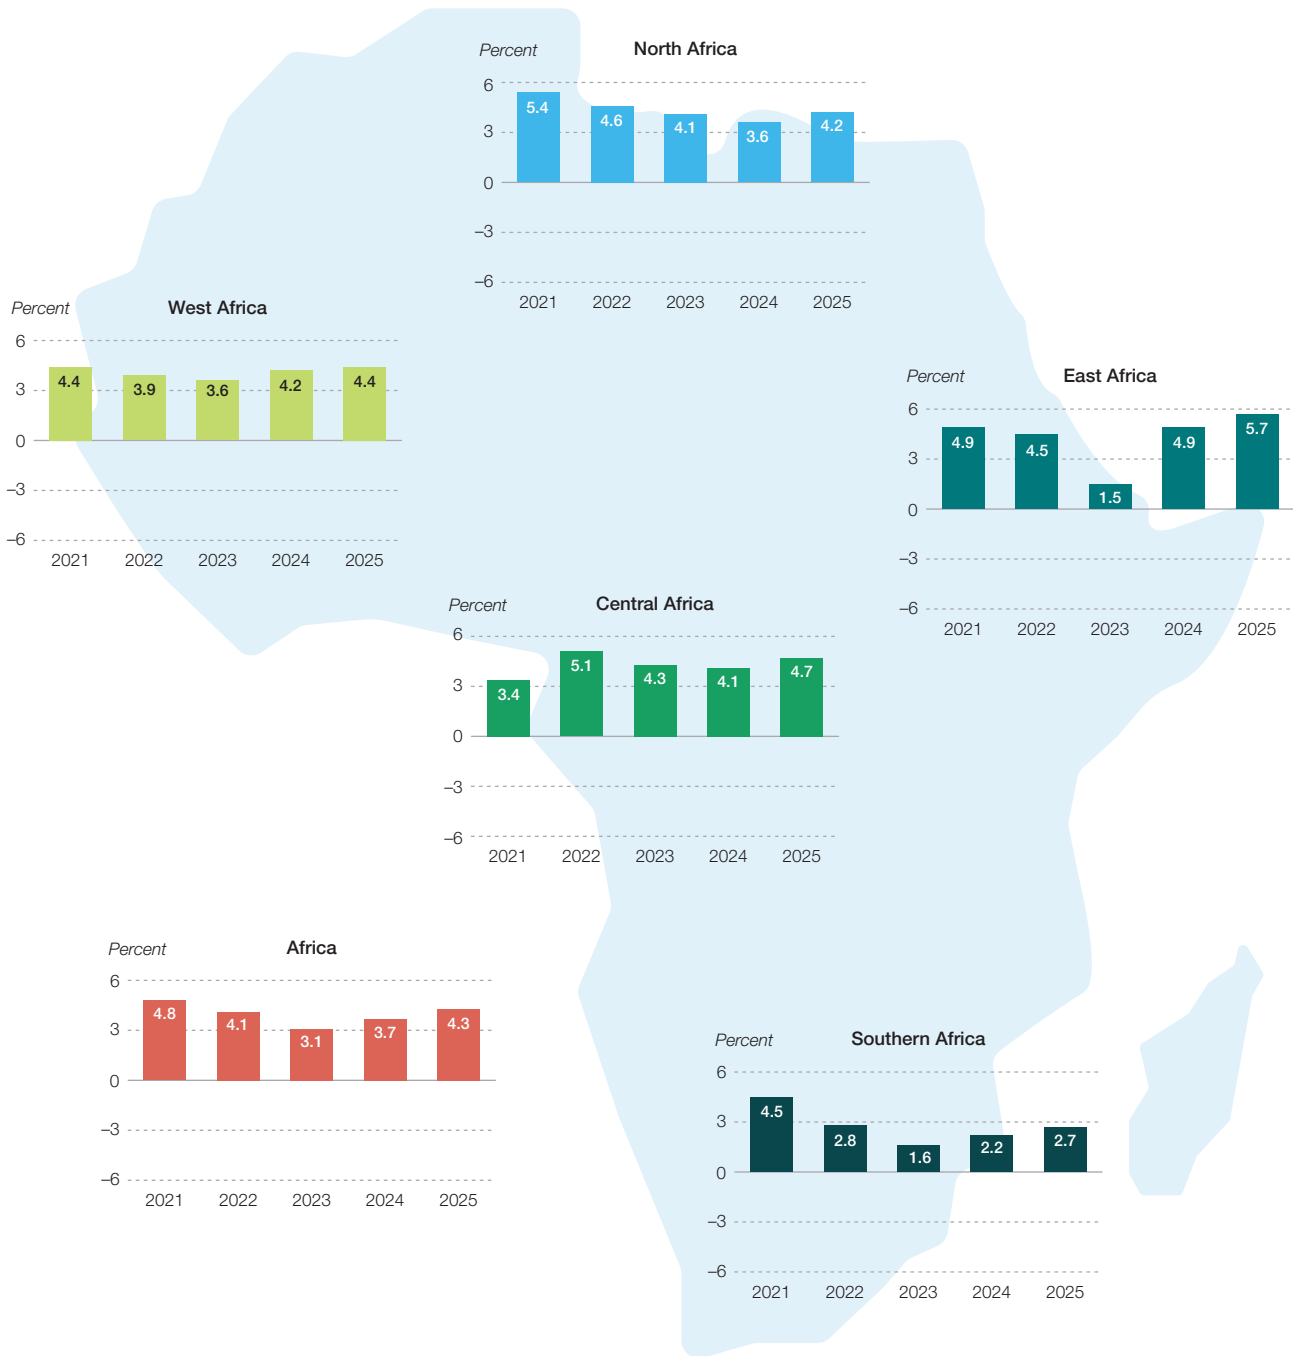 Percent North Africa
6
3
0
–3
–6
5.4 4.6 4.1 3.6 4.2
2021 2022 2023 2024 2025
Percent West Africa
6
3
0
–3
–6
4.4 3.9 3.6 4.2 4.4
2021 2022 2023 2024 2025
Percent East Africa
6
3
0
–3
–6
4.9 4.5 1.5 4.9 5.7
2021 2022 2023 2024 2025
Percent Central Africa
6
3
0
–3
–6
3.4 5.1 4.3 4.1 4.7
2021 2022 2023 2024 2025
Percent Africa
6
3
0
–3
–6
4.8 4.1 3.1 3.7 4.3
2021 2022 2023 2024 2025
Percent Southern Africa
6
3
0
–3
–6
4.5 2.8 1.6 2.2 2.7
2021 2022 2023 2024 2025